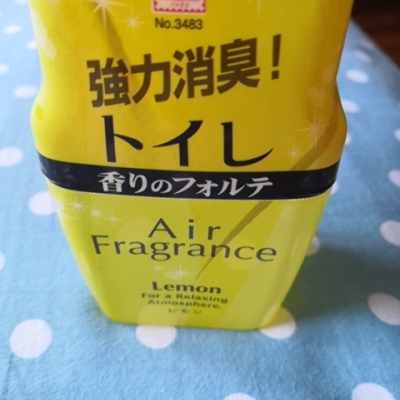 No.3483
強力消臭!
トイレ
香りのフォルテ
Air
Fragrance
Lemon
For a Relaxing
Atmosphere.
レモン